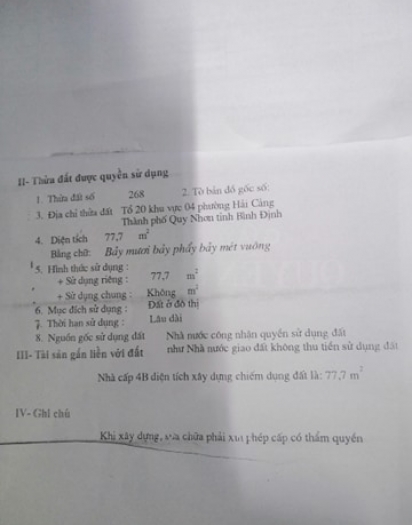 II- Thửa đất được quyền sử dụng
1. Thửa đất số 268 2. Tờ bản đồ gốc số:
3. Địa chỉ thửa đất Tổ 20 khu vực 04 phường Hải Cảng
Thành phố Quy Nhơn tỉnh Bình Định
4. Diện tích 77,7 m²
Bằng chữ: Bảy mươi bảy phẩy bảy mét vuông
5. Hình thức sử dụng :
+ Sử dụng riêng : 77,7 m²
+ Sử dụng chung : Không m²
6. Mục đích sử dụng : Đất ở đô thị
7. Thời hạn sử dụng : Lâu dài
8. Nguồn gốc sử dụng đất Nhà nước công nhận quyền sử dụng đất
như Nhà nước giao đất không thu tiền sử dụng đất
III- Tài sản gắn liền với đất
Nhà cấp 4B diện tích xây dựng chiếm dụng đất là: 77,7 m²
IV- Ghi chú
Khi xây dựng, sửa chữa phải xin phép cấp có thẩm quyền